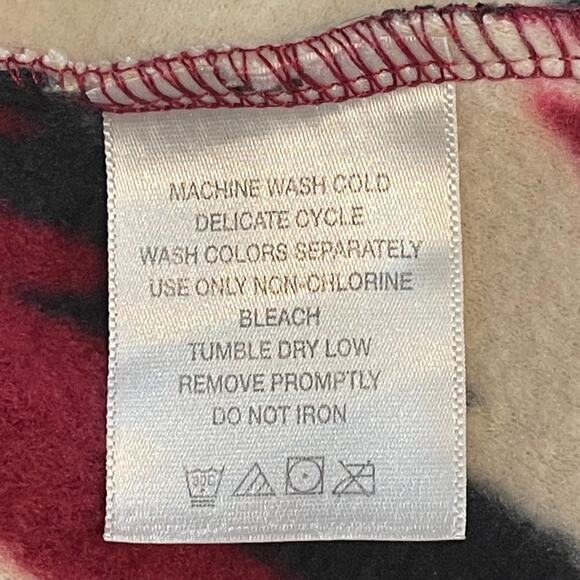 MACHINE WASH COLD
DELICATE CYCLE
WASH COLORS SEPARATELY
USE ONLY NON-CHLORINE
BLEACH
TUMBLE DRY LOW
REMOVE PROMPTLY
DO NOT IRON